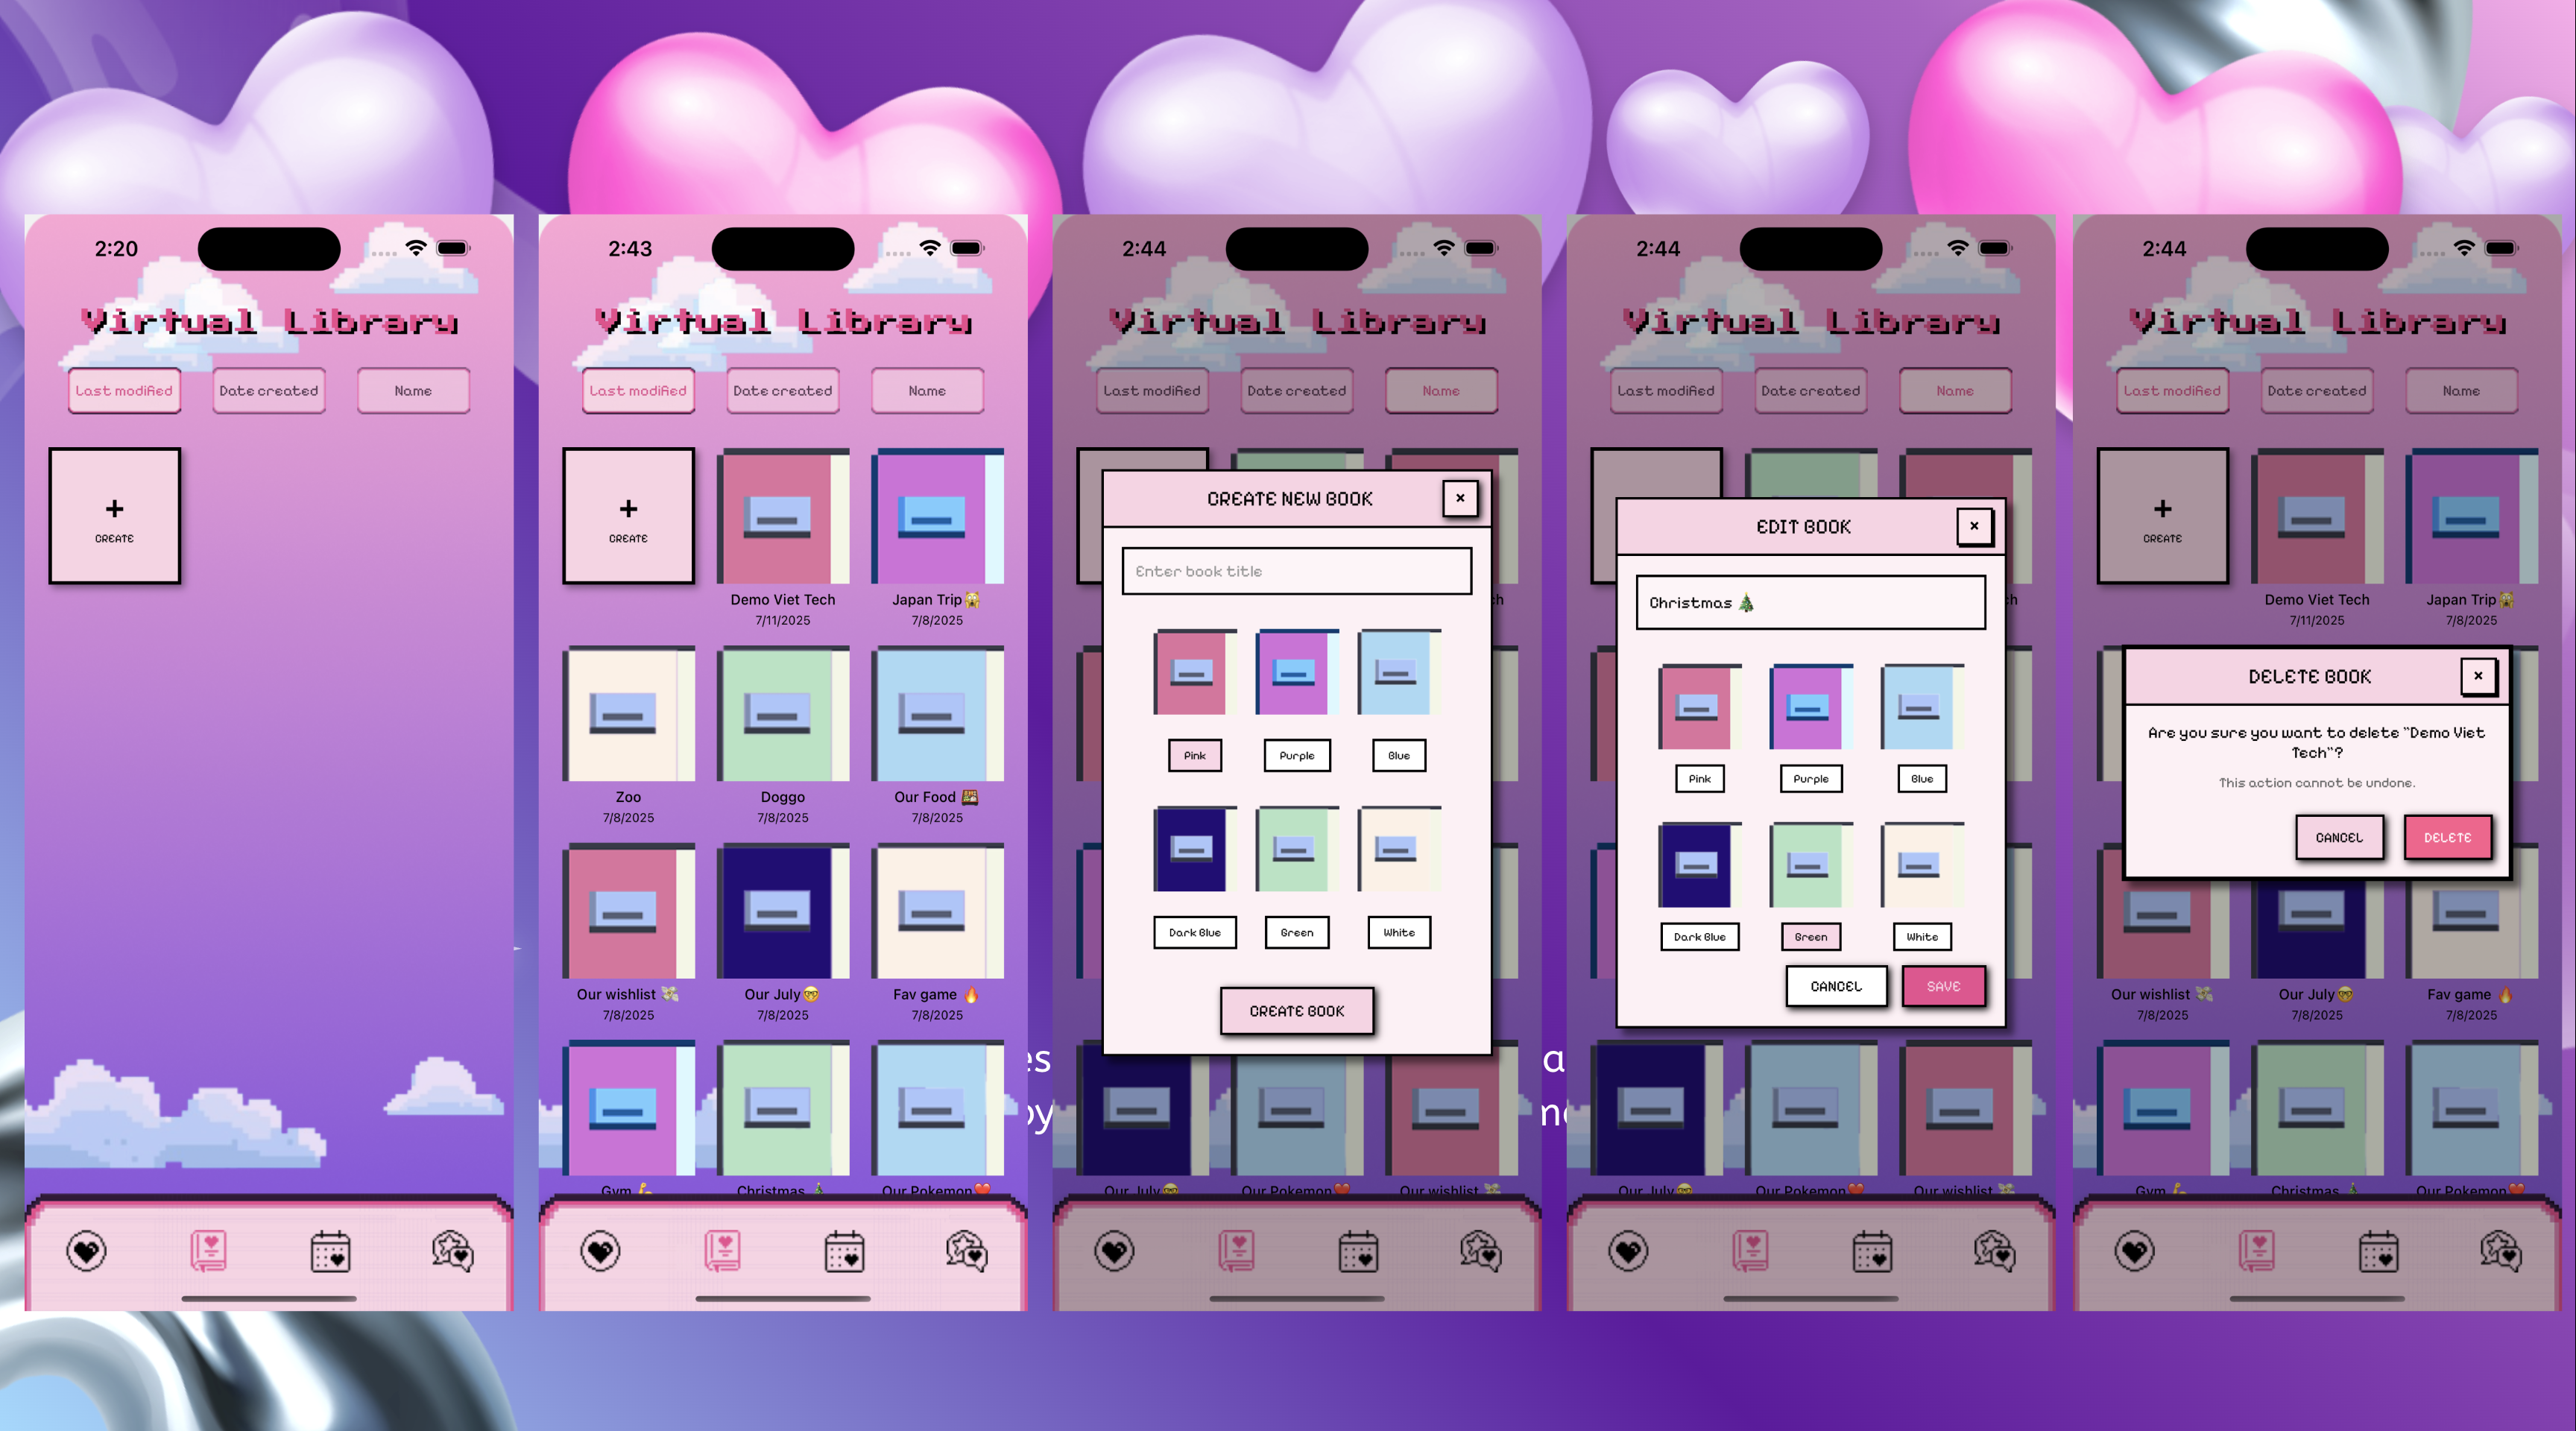 2:20
Virtual Library
Last modified
Date created
Name
+
CREATE
2:43
Virtual Library
Last modified
Date created
Name
+
CREATE
Demo Viet Tech
7/11/2025
Japan Trip🙀
7/8/2025
Zoo
7/8/2025
Doggo
7/8/2025
Our Food 🍱
7/8/2025
Our wishlist 💸
7/8/2025
Our July🤓
7/8/2025
Fav game 🔥
7/8/2025
Gym 💪
Christmas 🎄
Our Pokemon❤️
2:44
Virtual Library
Last modified
Date created
Name
CREATE NEW BOOK
×
Enter book title
Pink
Purple
Blue
Dark Blue
Green
White
CREATE BOOK
Our July🤓
Our Pokemon❤️
Our wishlist 💸
2:44
Virtual Library
Last modified
Date created
Name
EDIT BOOK
×
Christmas 🎄
Pink
Purple
Blue
Dark Blue
Green
White
CANCEL
SAVE
Our July🤓
Our Pokemon❤️
Our wishlist 💸
2:44
Virtual Library
Last modified
Date created
Name
+
CREATE
Demo Viet Tech
7/11/2025
Japan Trip🙀
7/8/2025
DELETE BOOK
×
Are you sure you want to delete "Demo Viet
Tech"?
This action cannot be undone.
CANCEL
DELETE
Our wishlist 💸
7/8/2025
Our July🤓
7/8/2025
Fav game 🔥
7/8/2025
Gym 💪
Christmas 🎄
Our Pokemon❤️